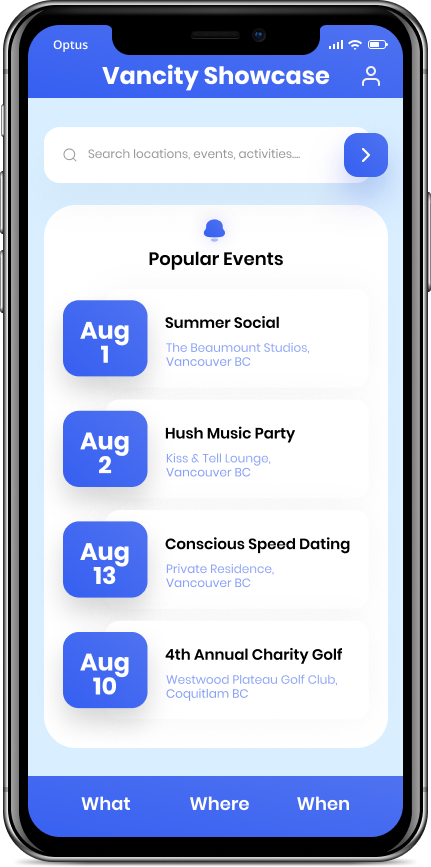 Optus
Vancity Showcase
Search locations, events, activities....
Popular Events
Aug
1
Summer Social
The Beaumount Studios,
Vancouver BC
Aug
2
Hush Music Party
Kiss & Tell Lounge,
Vancouver BC
Aug
13
Conscious Speed Dating
Private Residence,
Vancouver BC
Aug
10
4th Annual Charity Golf
Westwood Plateau Golf Club,
Coquitlam BC
What Where When